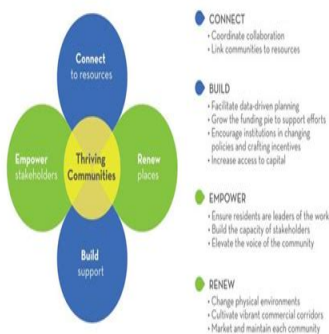 Connect
to resources
Empower
stakeholders
Thriving
Communities
Renew
places
Build
support
CONNECT
• Coordinate collaboration
• Link communities to resources
BUILD
• Facilitate data-driven planning
• Grow the funding pie to support efforts
• Encourage institutions in changing
policies and crafting incentives
• Increase access to capital
EMPOWER
• Ensure residents are leaders of the work
• Build the capacity of stakeholders
• Elevate the voice of the community
RENEW
• Change physical environments
• Cultivate vibrant commercial corridors
• Market and maintain each community